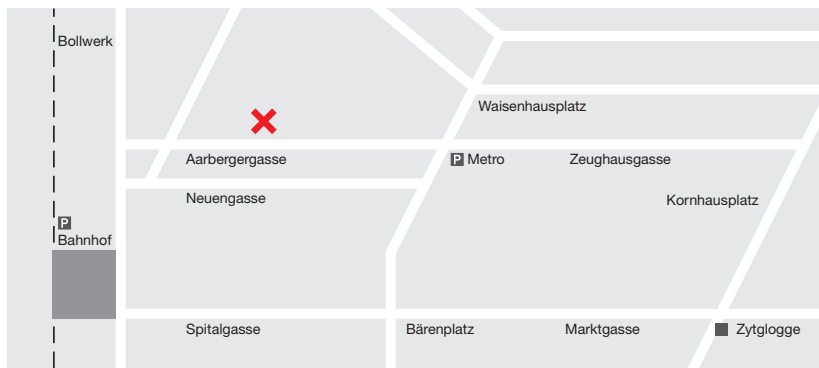 Bollwerk
Waisenhausplatz
Aarbergergasse
P Metro
Zeughausgasse
Neuengasse
Kornhausplatz
P
Bahnhof
Spitalgasse
Bärenplatz
Marktgasse
Zytglogge